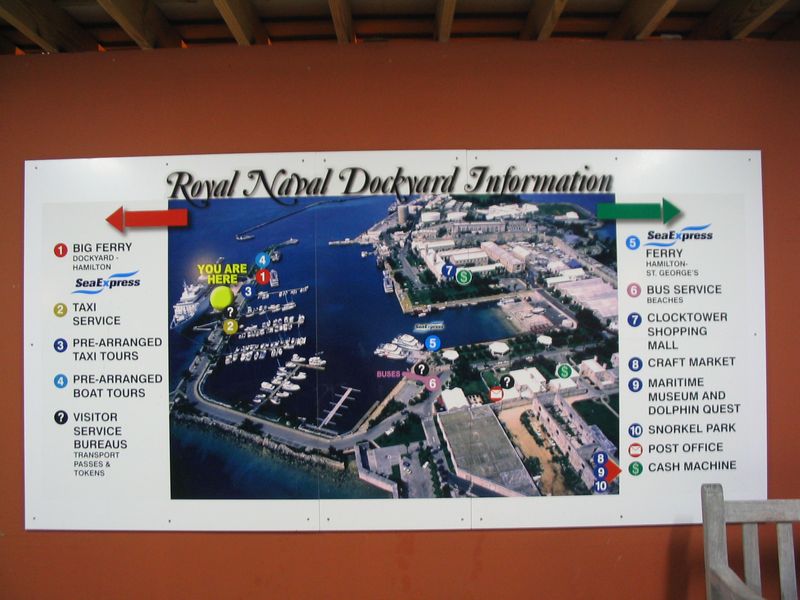 Royal Naval Dockyard Information
1 BIG FERRY
DOCKYARD -
HAMILTON
SeaExpress
2 TAXI
SERVICE
3 PRE-ARRANGED
TAXI TOURS
4 PRE-ARRANGED
BOAT TOURS
? VISITOR
SERVICE
BUREAUS
TRANSPORT
PASSES &
TOKENS
YOU ARE
HERE
4
1
3
?
2
7 $
SeaExpress
5
BUSES
?
6
?
$
8
9
10
SeaExpress
5 FERRY
HAMILTON-
ST. GEORGE'S
6 BUS SERVICE
BEACHES
7 CLOCKTOWER
SHOPPING
MALL
8 CRAFT MARKET
9 MARITIME
MUSEUM AND
DOLPHIN QUEST
10 SNORKEL PARK
POST OFFICE
$ CASH MACHINE